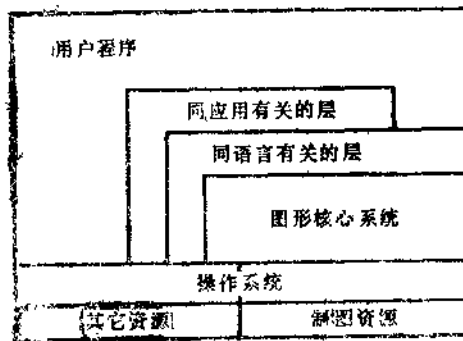 用户程序
同应用有关的层
同语言有关的层
图形核心系统
操作系统
其它资源 制图资源